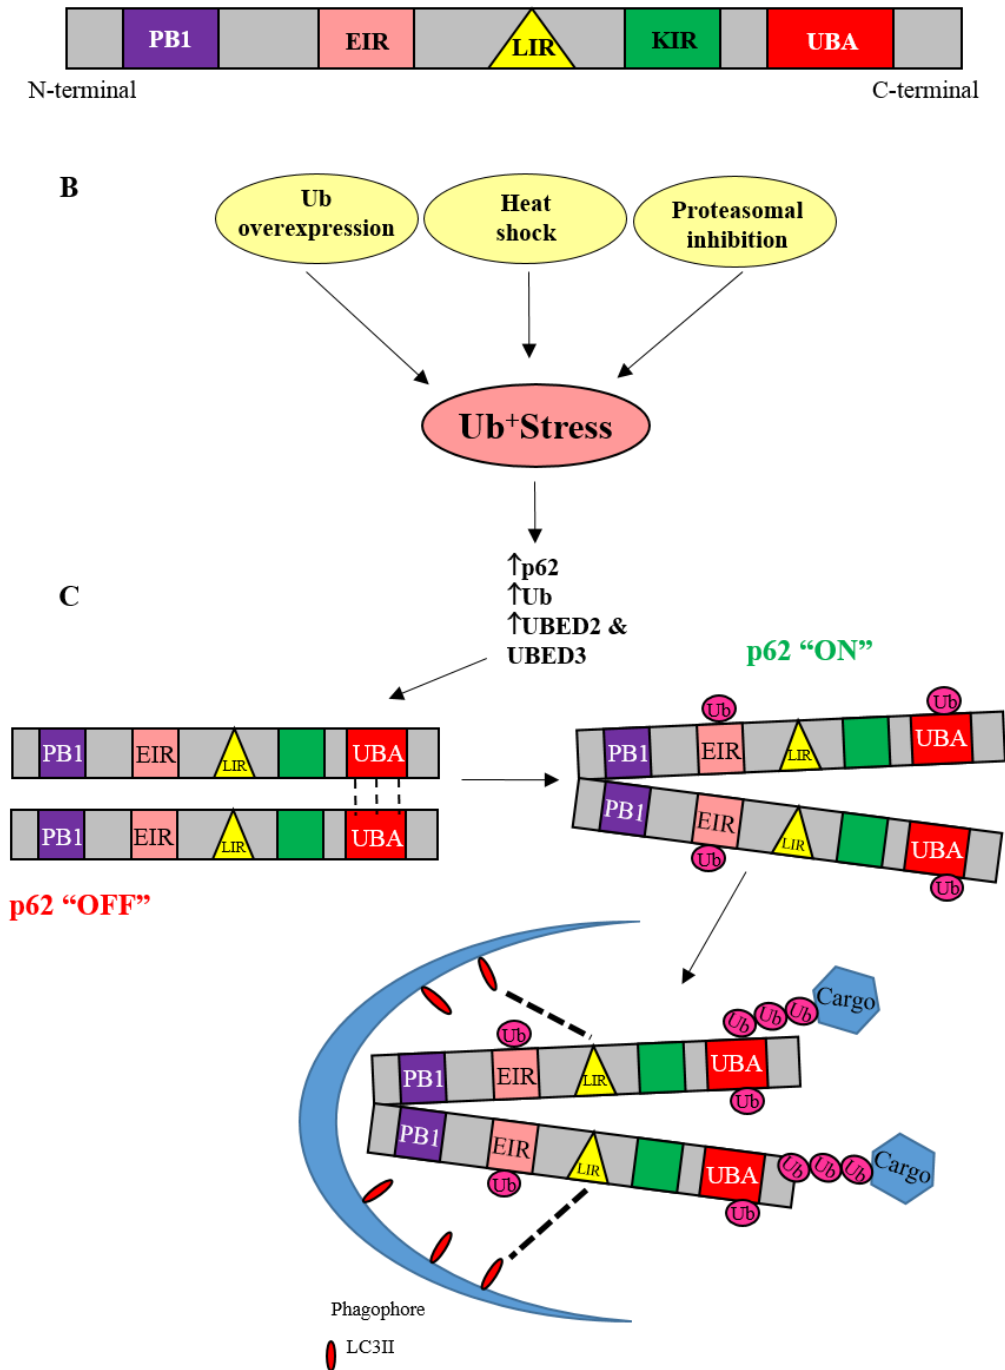 PB1 EIR LIR KIR UBA
N-terminal C-terminal
B
Ub
overexpression
Heat
shock
Proteasomal
inhibition
Ub+Stress
↑p62
↑Ub
↑UBED2 &
UBED3
C
p62 “ON”
Ub Ub
PB1 EIR LIR UBA
PB1 EIR LIR UBA
Ub Ub
PB1 EIR LIR UBA
PB1 EIR LIR UBA
p62 “OFF”
Ub Ub Ub Ub Cargo
PB1 EIR LIR UBA
Ub
PB1 EIR LIR UBA Ub Ub Ub Cargo
Ub Ub
Phagophore
LC3II